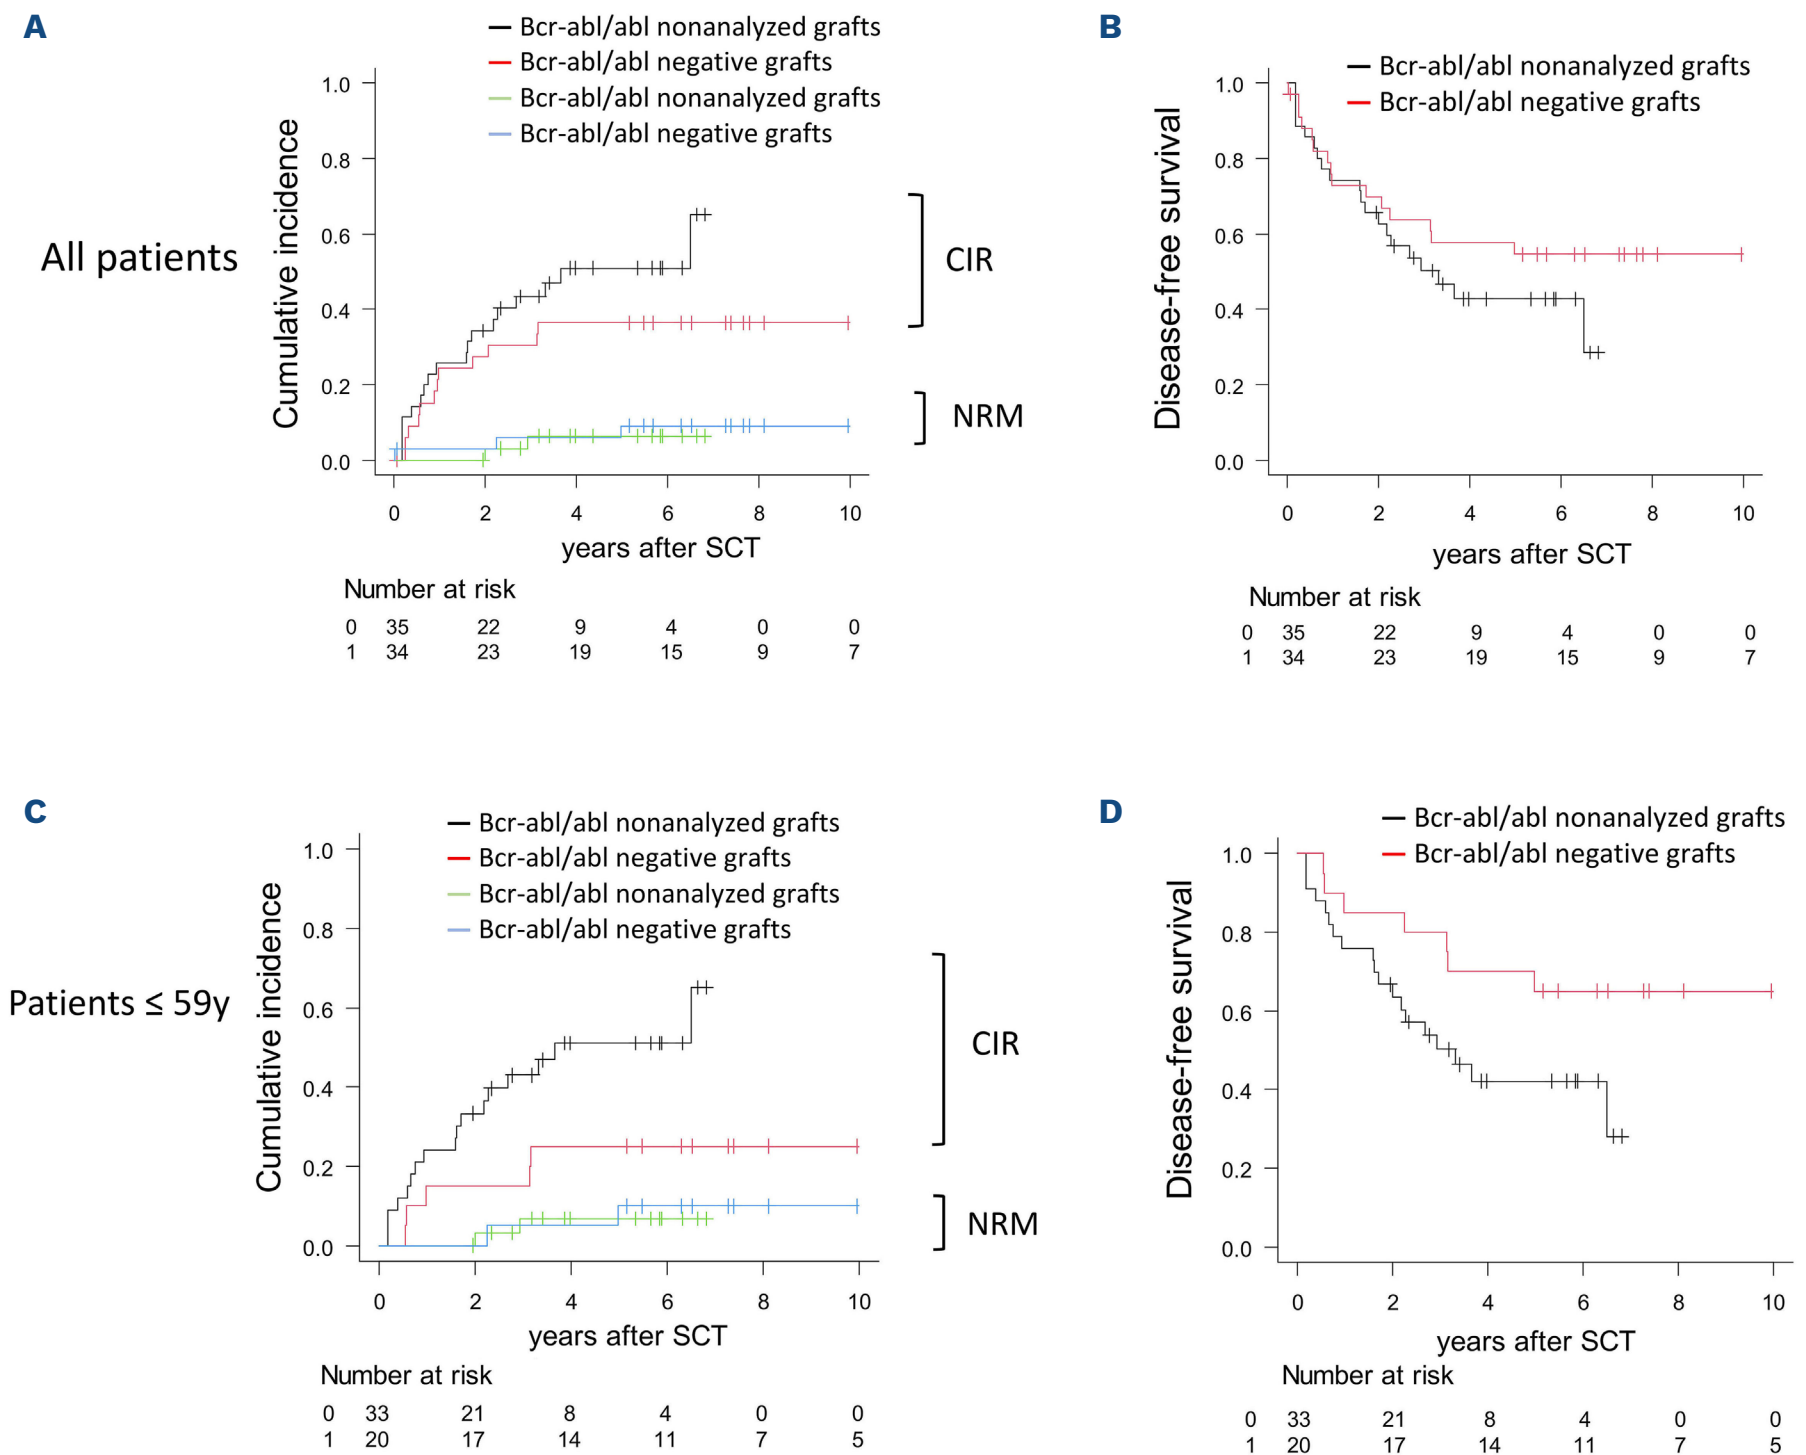 A
Bcr-abl/abl nonanalyzed grafts
Bcr-abl/abl negative grafts
Bcr-abl/abl nonanalyzed grafts
Bcr-abl/abl negative grafts
All patients
Cumulative incidence
1.0
0.8
0.6
0.4
0.2
0.0
CIR
NRM
0 2 4 6 8 10
years after SCT
Number at risk
0 35 22 9 4 0 0
1 34 23 19 15 9 7
B
Bcr-abl/abl nonanalyzed grafts
Bcr-abl/abl negative grafts
Disease-free survival
1.0
0.8
0.6
0.4
0.2
0.0
0 2 4 6 8 10
years after SCT
Number at risk
0 35 22 9 4 0 0
1 34 23 19 15 9 7
C
Bcr-abl/abl nonanalyzed grafts
Bcr-abl/abl negative grafts
Bcr-abl/abl nonanalyzed grafts
Bcr-abl/abl negative grafts
Patients ≤ 59y
Cumulative incidence
1.0
0.8
0.6
0.4
0.2
0.0
CIR
NRM
0 2 4 6 8 10
years after SCT
Number at risk
0 33 21 8 4 0 0
1 20 17 14 11 7 5
D
Bcr-abl/abl nonanalyzed grafts
Bcr-abl/abl negative grafts
Disease-free survival
1.0
0.8
0.6
0.4
0.2
0.0
0 2 4 6 8 10
years after SCT
Number at risk
0 33 21 8 4 0 0
1 20 17 14 11 7 5